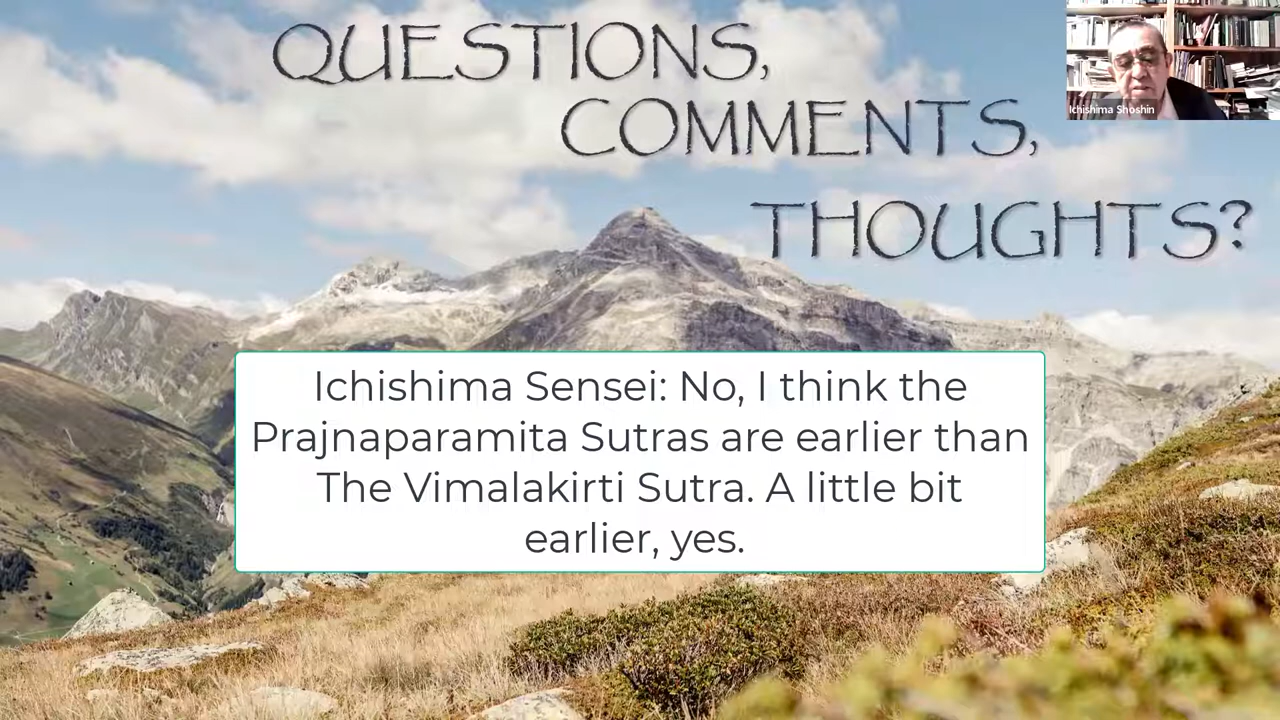 QUESTIONS,
COMMENTS,
THOUGHTS?
Ichishima Shoshin
Ichishima Sensei: No, I think the
Prajnaparamita Sutras are earlier than
The Vimalakirti Sutra. A little bit
earlier, yes.